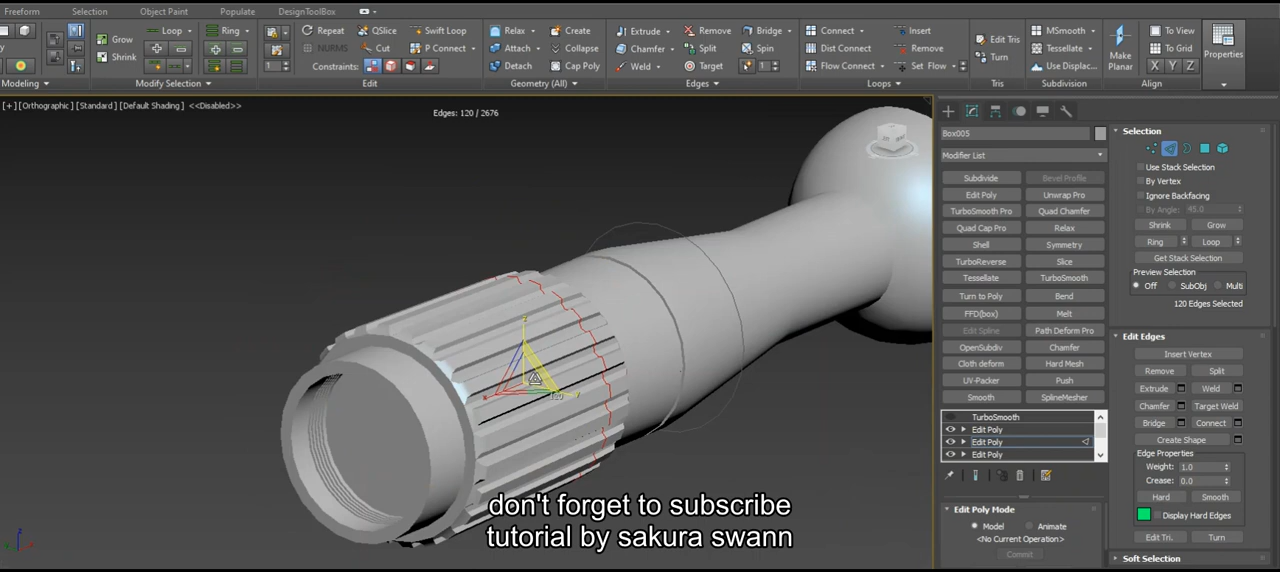 Freeform Selection Object Paint Populate DesignToolBox
Grow Loop Ring Repeat QSlice Swift Loop Relax Create Extrude Remove Bridge Connect Insert MSmooth To View
Shrink NURMS Cut P Connect Attach Collapse Chamfer Split Spin Dist Connect Remove Edit Tris Tessellate Make Planar To Grid Properties
1 Constraints: Detach Cap Poly Weld Target 1 Flow Connect Set Flow Turn Use Displac... X Y Z
Modeling Modify Selection Edit Geometry (All) Edges Loops Tris Subdivision Align
[+] [Orthographic] [Standard] [Default Shading] <<Disabled>>
Edges: 120 / 2676
Box005
Modifier List
Subdivide Bevel Profile
Edit Poly Unwrap Pro
TurboSmooth Pro Quad Chamfer
Quad Cap Pro Relax
Shell Symmetry
TurboReverse Slice
Tessellate TurboSmooth
Turn to Poly Bend
FFD(box) Melt
Edit Spline Path Deform Pro
OpenSubdiv Chamfer
Cloth deform Hard Mesh
UV-Packer Push
Smooth SplineMesher
TurboSmooth
Edit Poly
Edit Poly
Edit Poly
Edit Poly Mode
Model Animate
<No Current Operation>
Commit
Selection
Use Stack Selection
By Vertex
Ignore Backfacing
By Angle: 45.0
Shrink Grow
Ring Loop
Get Stack Selection
Preview Selection
Off SubObj Multi
120 Edges Selected
Edit Edges
Insert Vertex
Remove Split
Extrude Weld
Chamfer Target Weld
Bridge Connect
Create Shape
Edge Properties
Weight: 1.0
Crease: 0.0
Hard Smooth
Display Hard Edges
Edit Tri. Turn
Soft Selection
z
x
y
120
don't forget to subscribe
tutorial by sakura swann